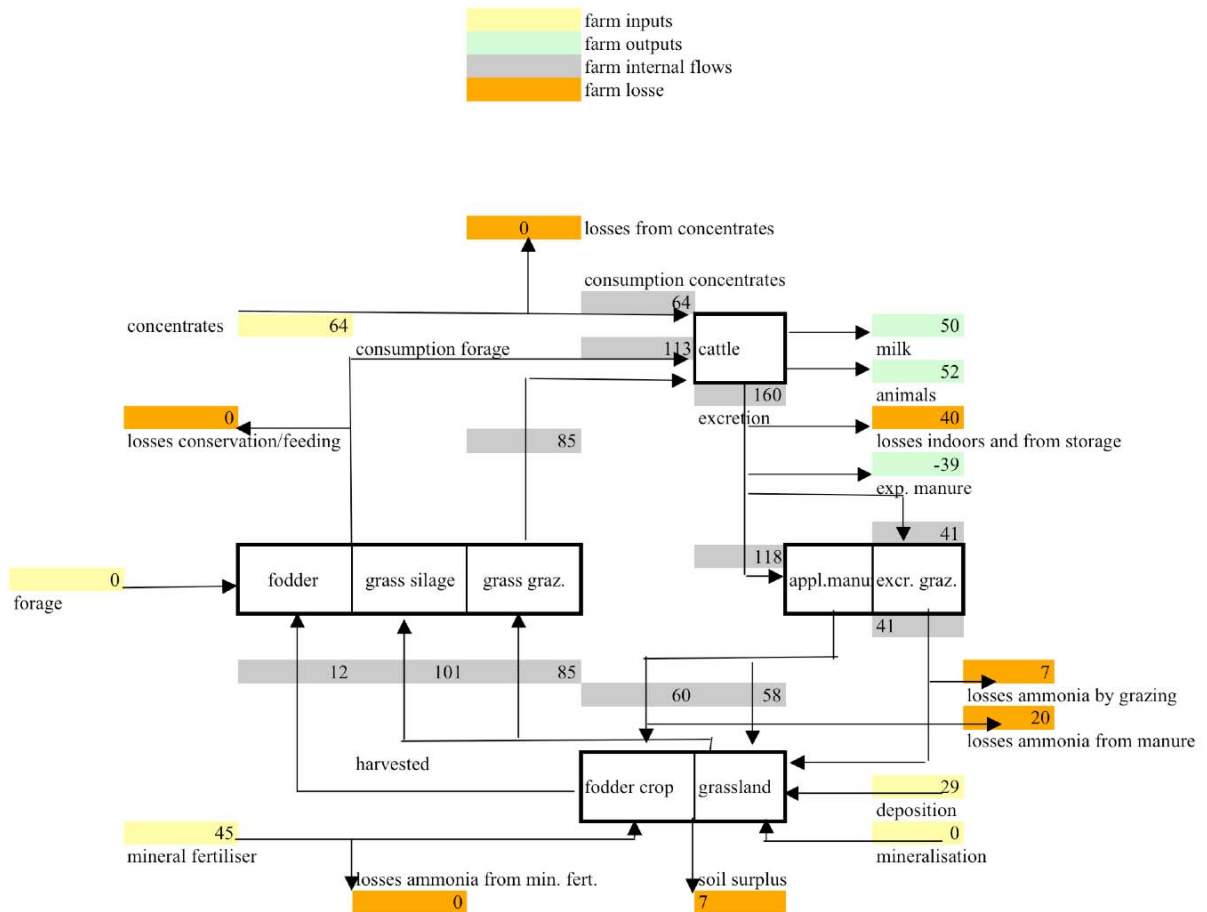 farm inputs
farm outputs
farm internal flows
farm losse
0 losses from concentrates
consumption concentrates
64
concentrates 64
50
milk
consumption forage 113 cattle
52
animals
160
excretion
0
losses conservation/feeding
40
losses indoors and from storage
85
-39
exp. manure
41
118
fodder grass silage grass graz.
appl.manu excr. graz.
0
forage
41
12 101 85
60 58
7
losses ammonia by grazing
20
losses ammonia from manure
harvested
fodder crop grassland
29
deposition
45
mineral fertiliser
0
mineralisation
losses ammonia from min. fert.
0
soil surplus
7